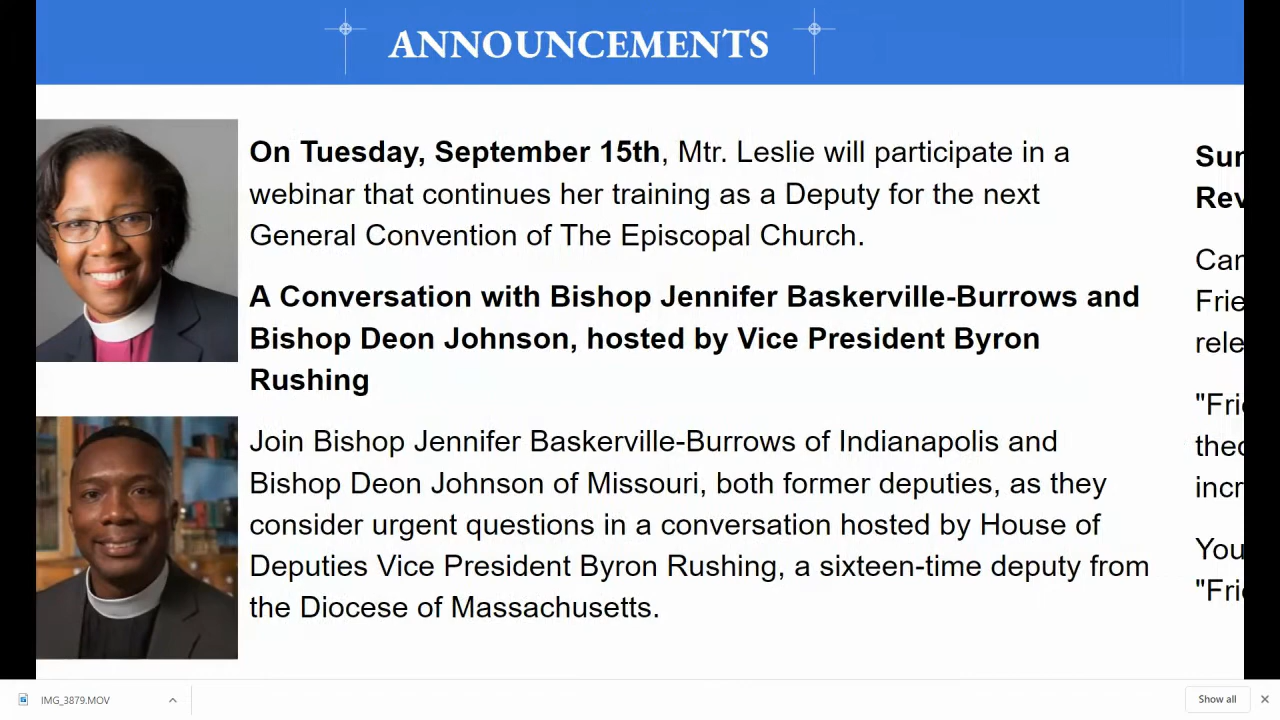 ANNOUNCEMENTS
On Tuesday, September 15th, Mtr. Leslie will participate in a
webinar that continues her training as a Deputy for the next
General Convention of The Episcopal Church.
A Conversation with Bishop Jennifer Baskerville-Burrows and
Bishop Deon Johnson, hosted by Vice President Byron
Rushing
Join Bishop Jennifer Baskerville-Burrows of Indianapolis and
Bishop Deon Johnson of Missouri, both former deputies, as they
consider urgent questions in a conversation hosted by House of
Deputies Vice President Byron Rushing, a sixteen-time deputy from
the Diocese of Massachusetts.
IMG_3879.MOV
Show all